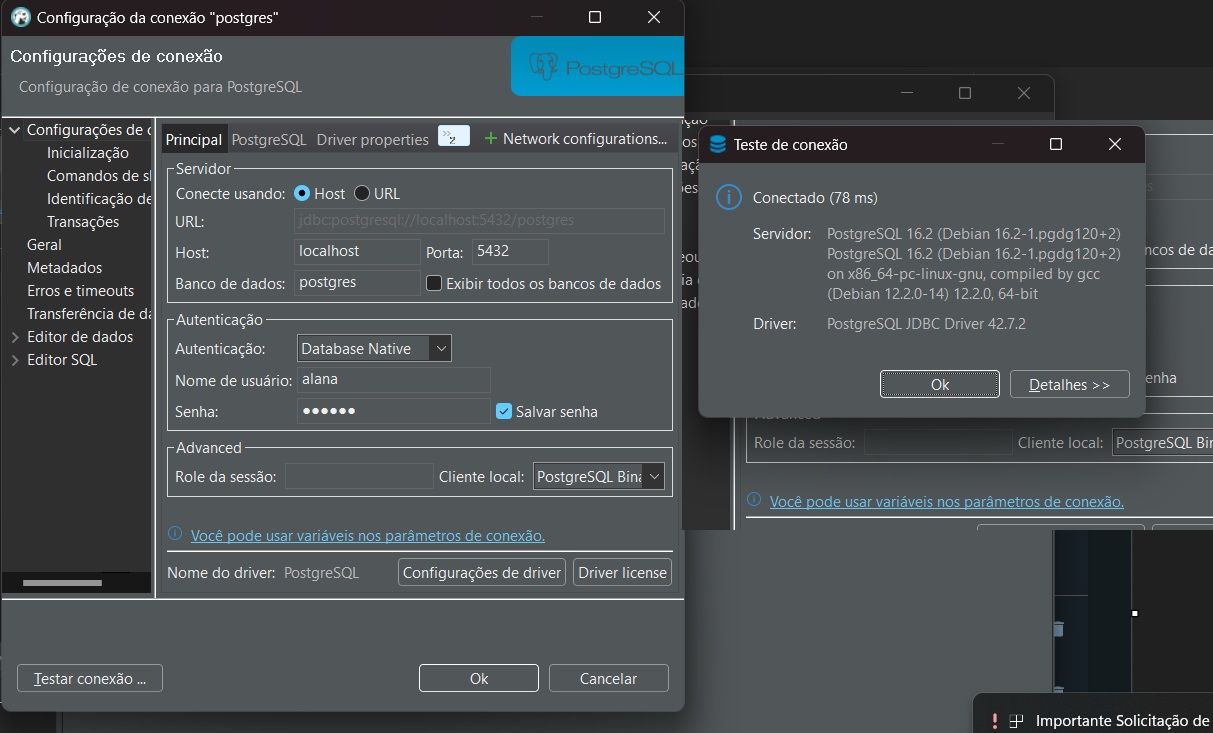 Configuração da conexão "postgres"
Configurações de conexão
Configuração de conexão para PostgreSQL
PostgreSQL
Configurações de c
Inicialização
Comandos de sl
Identificação de
Transações
Geral
Metadados
Erros e timeouts
Transferência de da
Editor de dados
Editor SQL
Principal PostgreSQL Driver properties »2 + Network configurations...
Servidor
Conecte usando: Host URL
URL: jdbc:postgresql://localhost:5432/postgres
Host: localhost Porta: 5432
Banco de dados: postgres Exibir todos os bancos de dados
Autenticação
Autenticação: Database Native
Nome de usuário: alana
Senha: •••••• Salvar senha
Advanced
Role da sessão: Cliente local: PostgreSQL Bina
Você pode usar variáveis nos parâmetros de conexão.
Nome do driver: PostgreSQL Configurações de driver Driver license
Testar conexão ... Ok Cancelar
Teste de conexão
Conectado (78 ms)
Servidor: PostgreSQL 16.2 (Debian 16.2-1.pgdg120+2)
PostgreSQL 16.2 (Debian 16.2-1.pgdg120+2)
on x86_64-pc-linux-gnu, compiled by gcc
(Debian 12.2.0-14) 12.2.0, 64-bit
Driver: PostgreSQL JDBC Driver 42.7.2
Ok Detalhes >>
ncos de da
enha
Advanced
Role da sessão: Cliente local: PostgreSQL Bin
Você pode usar variáveis nos parâmetros de conexão.
Importante Solicitação de